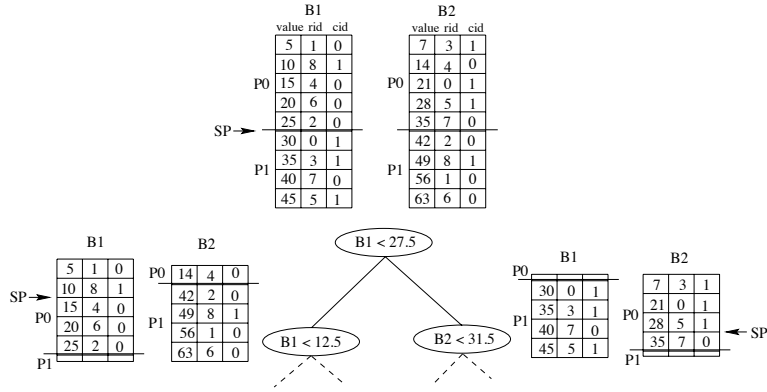 B1
value rid cid
5 1 0
10 8 1
P0 15 4 0
20 6 0
25 2 0
SP
30 0 1
35 3 1
P1 40 7 0
45 5 1
B2
value rid cid
7 3 1
14 4 0
P0 21 0 1
28 5 1
35 7 0
42 2 0
P1 49 8 1
56 1 0
63 6 0
B1
5 1 0
SP 10 8 1
15 4 0
P0 20 6 0
25 2 0
P1
B2
P0 14 4 0
42 2 0
P1 49 8 1
56 1 0
63 6 0
B1 < 27.5
B1 < 12.5
B2 < 31.5
B1
P0
30 0 1
35 3 1
P1 40 7 0
45 5 1
B2
7 3 1
21 0 1
P0 28 5 1
SP
35 7 0
P1